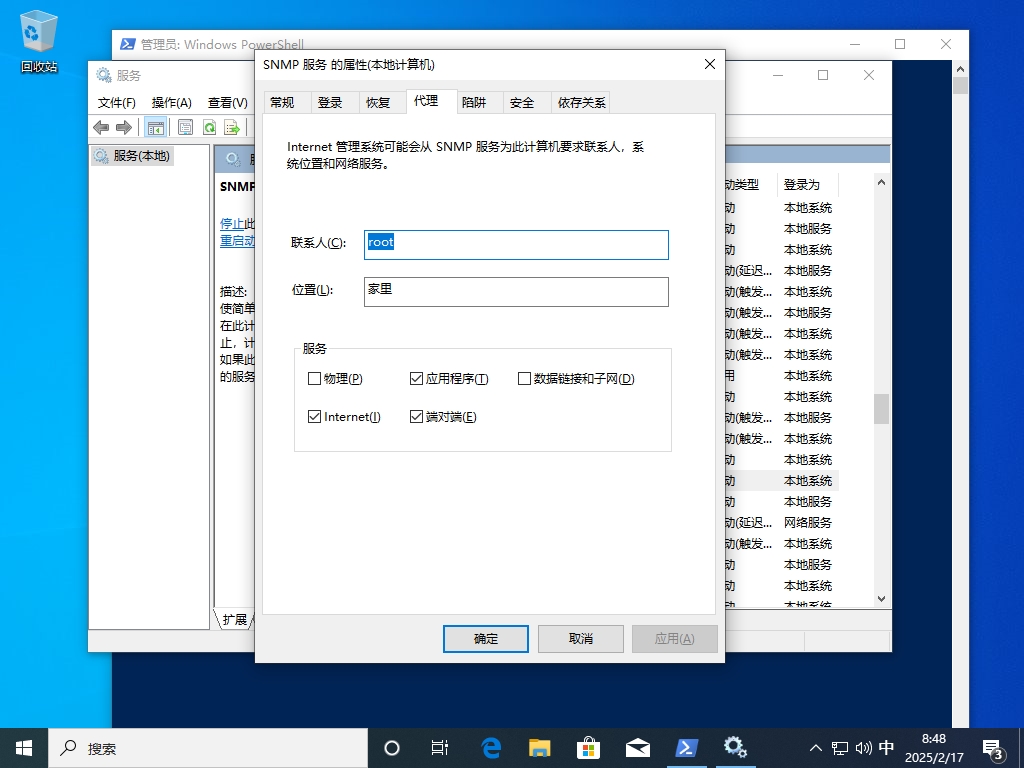 回收站
管理员: Windows PowerShell
服务
文件(F) 操作(A) 查看(V)
服务(本地)
SNMP
停止此
重启动
描述:
使简单
在此计
止，计
如果此
的服务
扩展
SNMP 服务 的属性(本地计算机)
常规 登录 恢复 代理 陷阱 安全 依存关系
Internet 管理系统可能会从 SNMP 服务为此计算机要求联系人，系
统位置和网络服务。
联系人(C): root
位置(L): 家里
服务
物理(P) 应用程序(T) 数据链接和子网(D)
Internet(I) 端对端(E)
确定 取消 应用(A)
动类型 登录为
动 本地系统
动 本地服务
动 本地系统
动(延迟... 本地服务
动(触发... 本地系统
动(触发... 本地服务
动(触发... 本地系统
动(触发... 本地系统
用 本地系统
动 本地系统
动(触发... 本地服务
动(触发... 本地系统
动 本地系统
动 本地系统
动 本地服务
动(延迟... 网络服务
动(触发... 本地系统
动 本地服务
动 本地系统
动 本地系统
搜索
中
8:48
2025/2/17
3